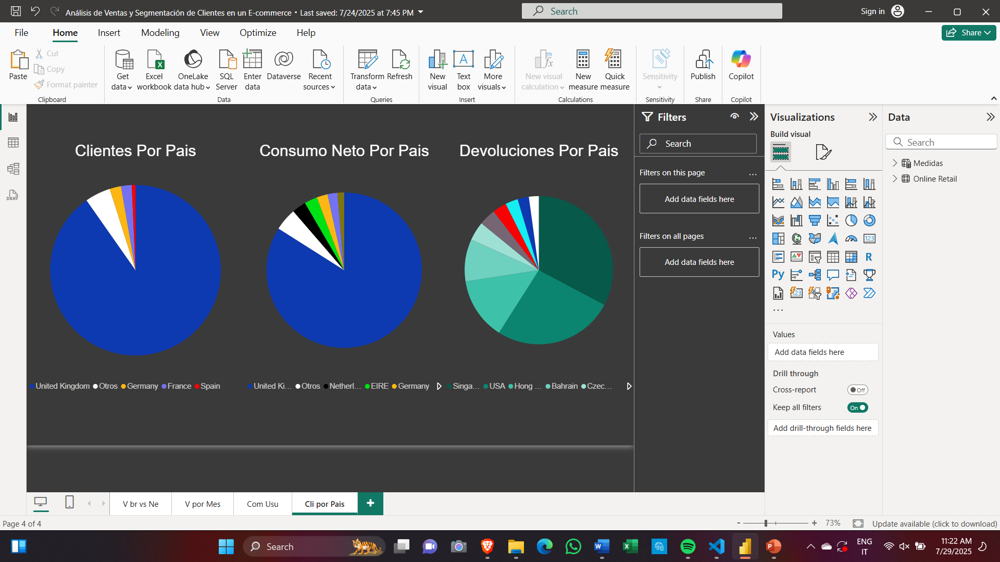 Análisis de Ventas y Segmentación de Clientes en un E-commerce • Last saved: 7/24/2025 at 7:45 PM
Search
Sign in
File
Home
Insert
Modeling
View
Optimize
Help
Share
Paste
Cut
Copy
Format painter
Clipboard
Get data
Excel workbook
OneLake data hub
SQL Server
Enter data
Dataverse
Recent sources
Data
Transform data
Refresh
Queries
New visual
Text box
More visuals
Insert
New visual calculation
New measure
Quick measure
Calculations
Sensitivity
Sensitivity
Publish
Share
Copilot
Copilot
Clientes Por Pais
United Kingdom Otros Germany France Spain
Consumo Neto Por Pais
United Ki... Otros Netherl... EIRE Germany
Devoluciones Por Pais
Singa... USA Hong ... Bahrain Czec...
Filters
Search
Filters on this page
...
Add data fields here
Filters on all pages
...
Add data fields here
Visualizations
Build visual
123
R
Py
123
...
Values
Add data fields here
Drill through
Cross-report
Off
Keep all filters
On
Add drill-through fields here
Data
Search
Medidas
Online Retail
DAX
V br vs Ne
V por Mes
Com Usu
Cli por Pais
+
Page 4 of 4
- + 73%
Update available (click to download)
Search
ENG
IT
11:22 AM
7/29/2025